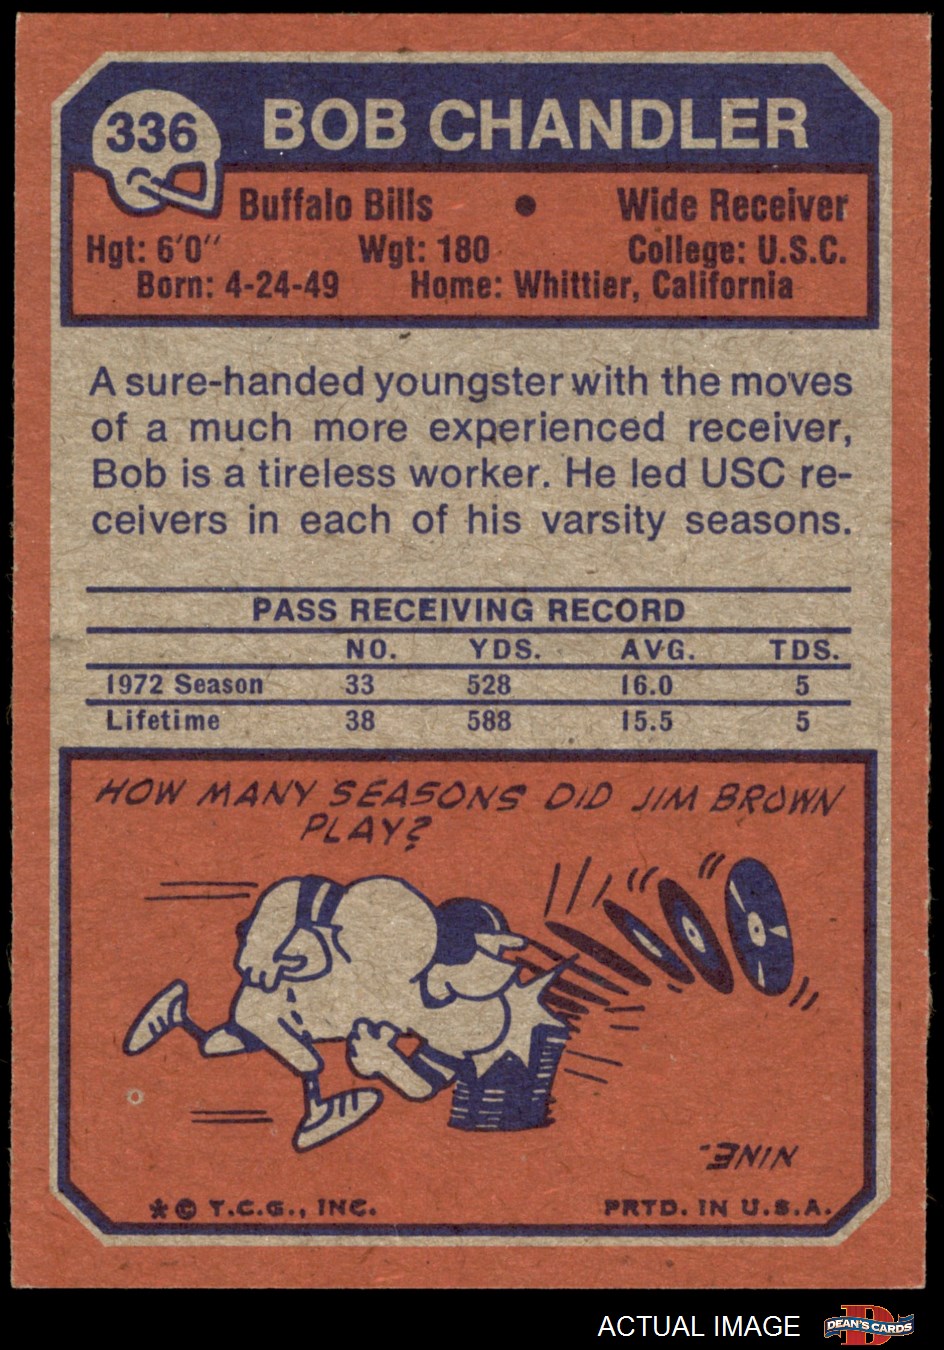 336
BOB CHANDLER
Buffalo Bills • Wide Receiver
Hgt: 6'0" Wgt: 180 College: U.S.C.
Born: 4-24-49 Home: Whittier, California
A sure-handed youngster with the moves
of a much more experienced receiver,
Bob is a tireless worker. He led USC re-
ceivers in each of his varsity seasons.
PASS RECEIVING RECORD
NO. YDS. AVG. TDS.
1972 Season 33 528 16.0 5
Lifetime 38 588 15.5 5
HOW MANY SEASONS DID JIM BROWN
PLAY?
NINE.
* © T.C.G., INC. PRTD. IN U.S.A.
ACTUAL IMAGE DEAN'S CARDS